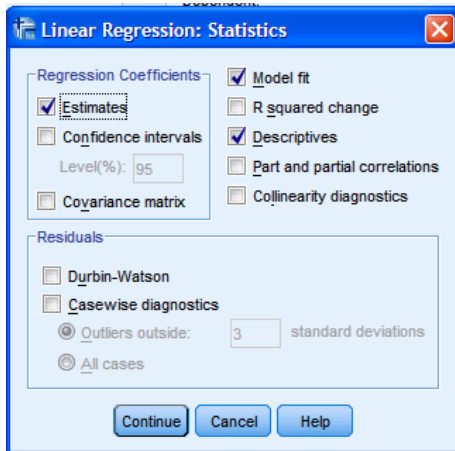 Dependent:
Linear Regression: Statistics
Regression Coefficients
Estimates
Confidence intervals
Level(%): 95
Covariance matrix
Model fit
R squared change
Descriptives
Part and partial correlations
Collinearity diagnostics
Residuals
Durbin-Watson
Casewise diagnostics
Outliers outside: 3 standard deviations
All cases
Continue Cancel Help